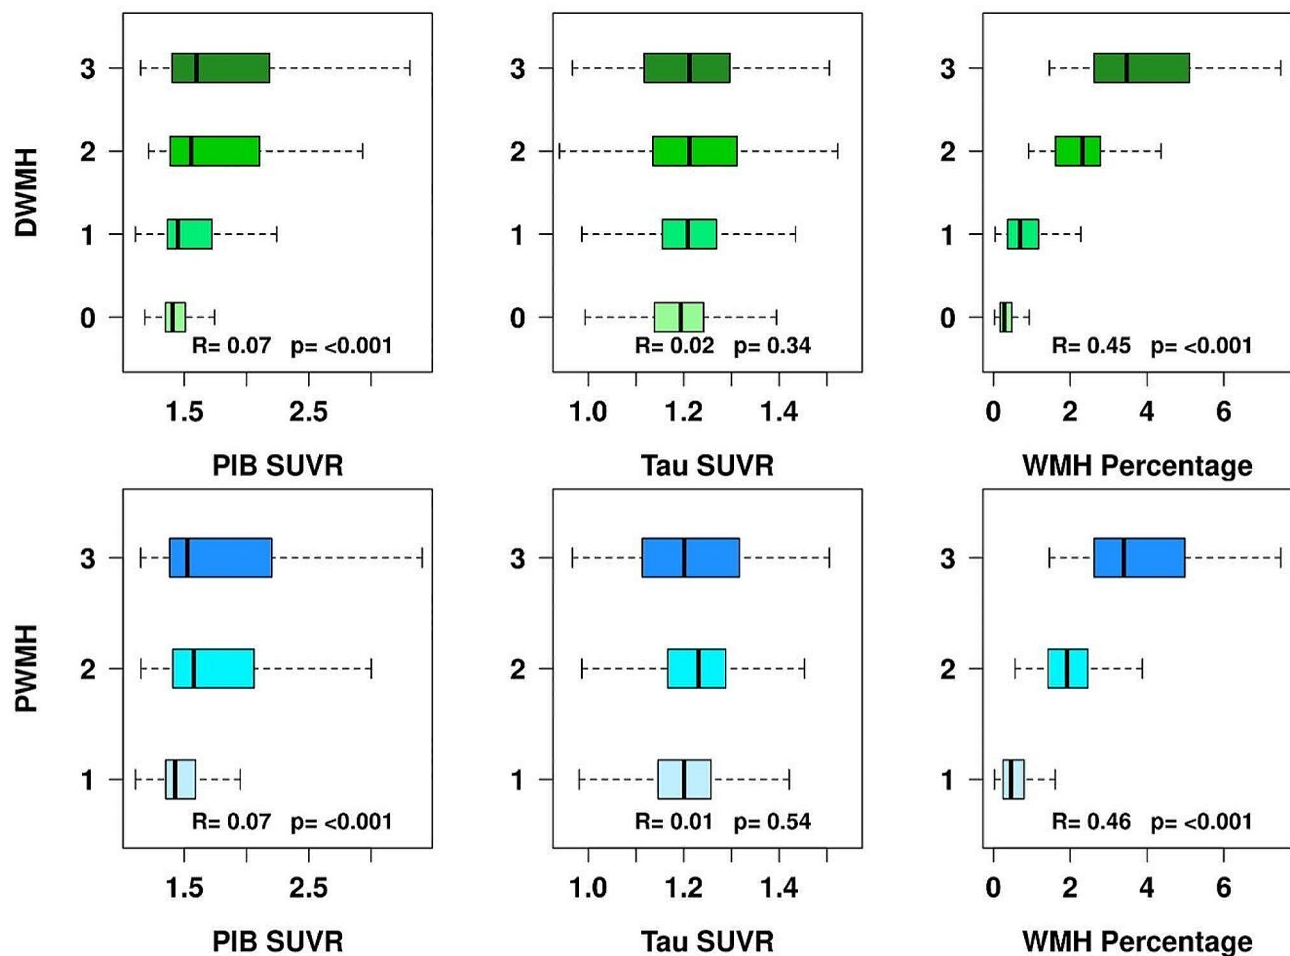 DWMH
3
2
1
0
R= 0.07 p= <0.001
1.5 2.5
PIB SUVR
3
2
1
0
R= 0.02 p= 0.34
1.0 1.2 1.4
Tau SUVR
3
2
1
0
R= 0.45 p= <0.001
0 2 4 6
WMH Percentage
PWMH
3
2
1
R= 0.07 p= <0.001
1.5 2.5
PIB SUVR
3
2
1
R= 0.01 p= 0.54
1.0 1.2 1.4
Tau SUVR
3
2
1
R= 0.46 p= <0.001
0 2 4 6
WMH Percentage